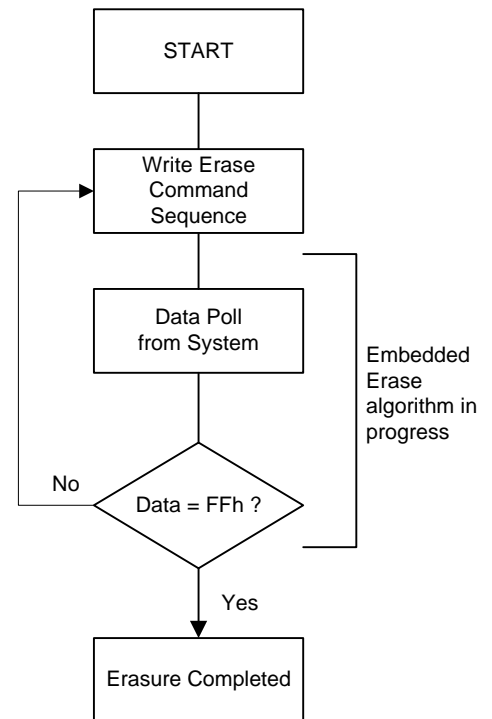 START
Write Erase
Command
Sequence
Data Poll
from System
Embedded
Erase
algorithm in
progress
No
Data = FFh ?
Yes
Erasure Completed